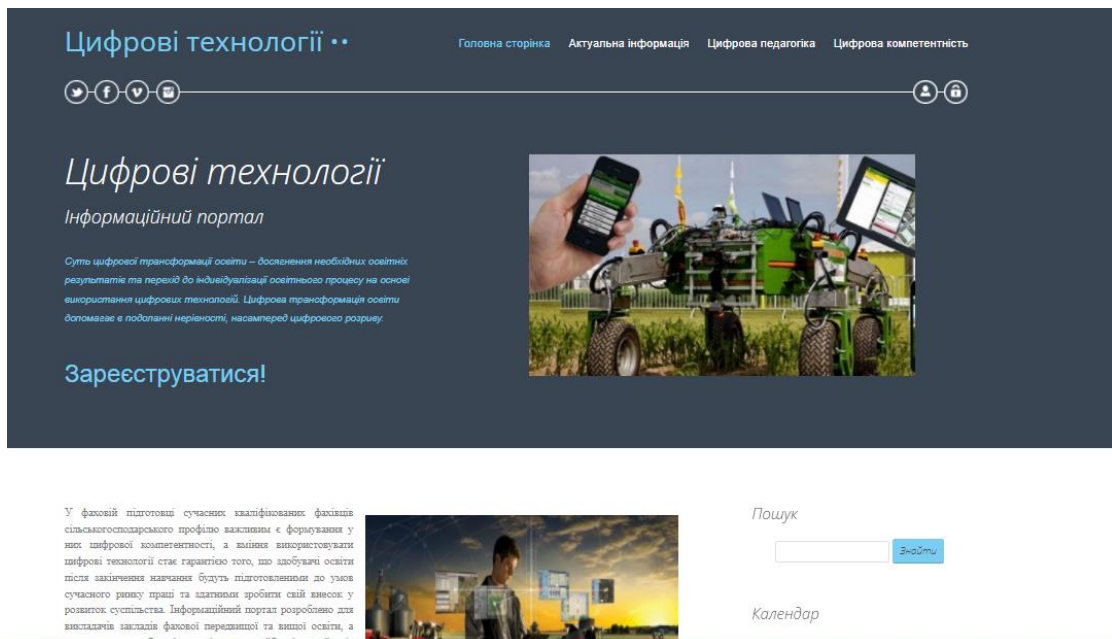 Цифрові технології ••
Головна сторінка Актуальна інформація Цифрова педагогіка Цифрова компетентність
Цифрові технології
Інформаційний портал
Суть цифрової трансформації освіти – досягнення необхідних освітніх
результатів та перехід до індивідуалізації освітнього процесу на основі
використання цифрових технологій. Цифрова трансформація освіти
допомагає в подоланні нерівності, насамперед цифрового розриву.
Зареєструватися!
У фаховій підготовці сучасних кваліфікованих фахівців
сільськогосподарського профілю важливим є формування у
них цифрової компетентності, а вміння використовувати
цифрові технології стає гарантією того, що здобувачі освіти
після закінчення навчання будуть підготовленими до умов
сучасного ринку праці та здатними зробити свій внесок у
розвиток суспільства. Інформаційний портал розроблено для
викладачів закладів фахової передвищої та вищої освіти, а
Пошук
Знайти
Календар